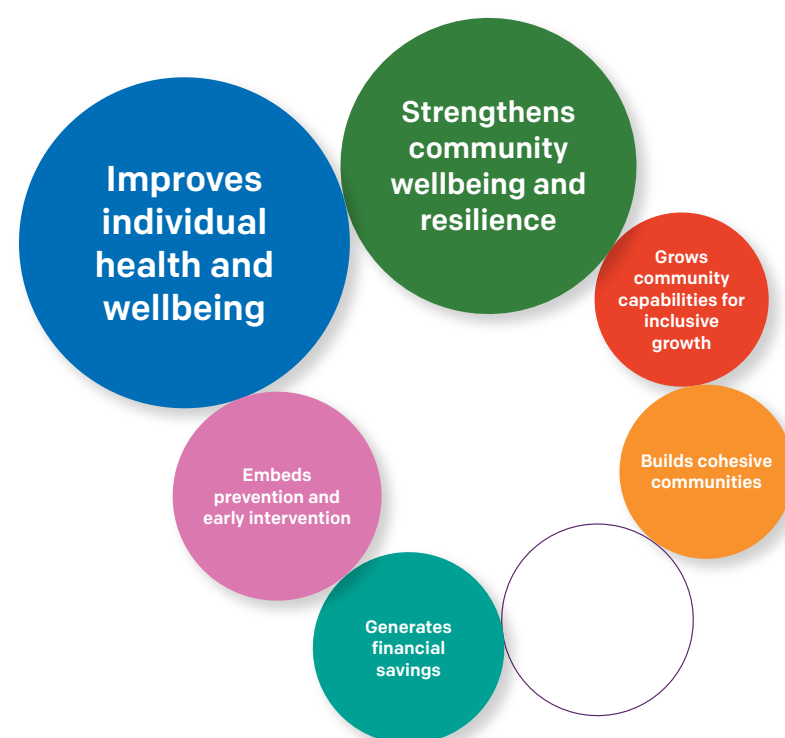 Improves
individual
health and
wellbeing
Strengthens
community
wellbeing and
resilience
Grows
community
capabilities for
inclusive
growth
Builds cohesive
communities
Embeds
prevention and
early intervention
Generates
financial
savings